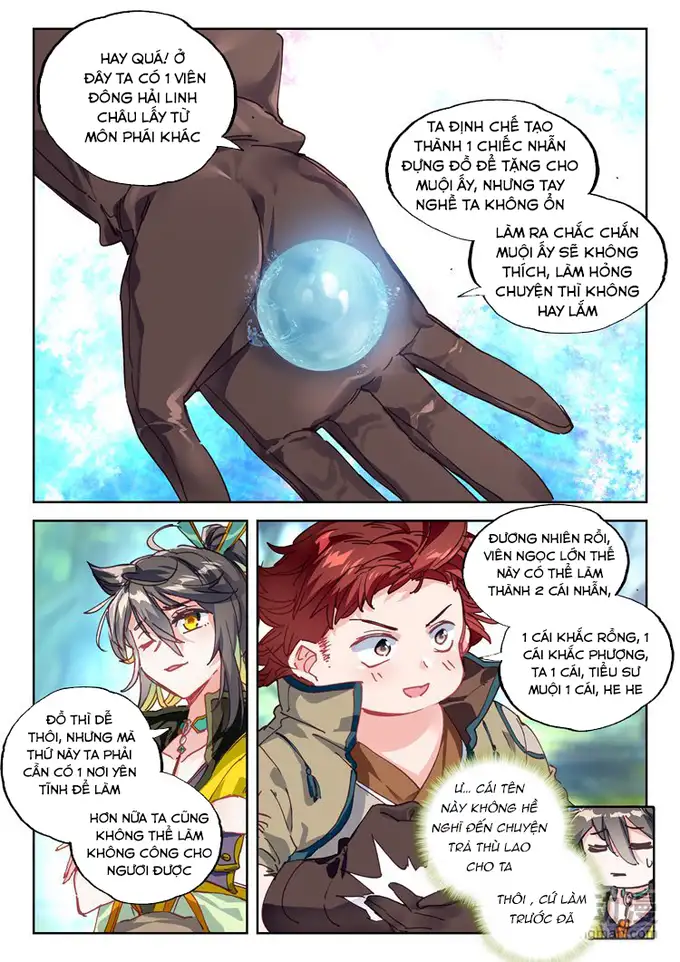 HAY QUÁ! Ở
ĐÂY TA CÓ 1 VIÊN
ĐÔNG HẢI LINH
CHÂU LẤY TỪ
MÔN PHÁI KHÁC
TA ĐỊNH CHẾ TẠO
THÀNH 1 CHIẾC NHẪN
ĐỰNG ĐỒ ĐỂ TẶNG CHO
MUỘI ẤY, NHƯNG TAY
NGHỀ TA KHÔNG ỔN
LÀM RA CHẮC CHẮN
MUỘI ẤY SẼ KHÔNG
THÍCH, LÀM HỎNG
CHUYỆN THÌ KHÔNG
HAY LẮM
ĐỒ THÌ DỄ
THÔI, NHƯNG MÀ
THỨ NÀY TA PHẢI
CẦN CÓ 1 NƠI YÊN
TĨNH ĐỂ LÀM
HƠN NỮA TA CŨNG
KHÔNG THỂ LÀM
KHÔNG CÔNG CHO
NGƯƠI ĐƯỢC
ĐƯƠNG NHIÊN RỒI,
VIÊN NGỌC LỚN THẾ
NÀY CÓ THỂ LÀM
THÀNH 2 CÁI NHẪN,
1 CÁI KHẮC RỒNG, 1
CÁI KHẮC PHƯỢNG,
TA 1 CÁI, TIỂU SƯ
MUỘI 1 CÁI, HE HE
Ư... CÁI TÊN
NÀY KHÔNG HỀ
NGHĨ ĐẾN CHUYỆN
TRẢ THÙ LAO
CHO TA
THÔI , CỨ LÀM
TRƯỚC ĐÃ